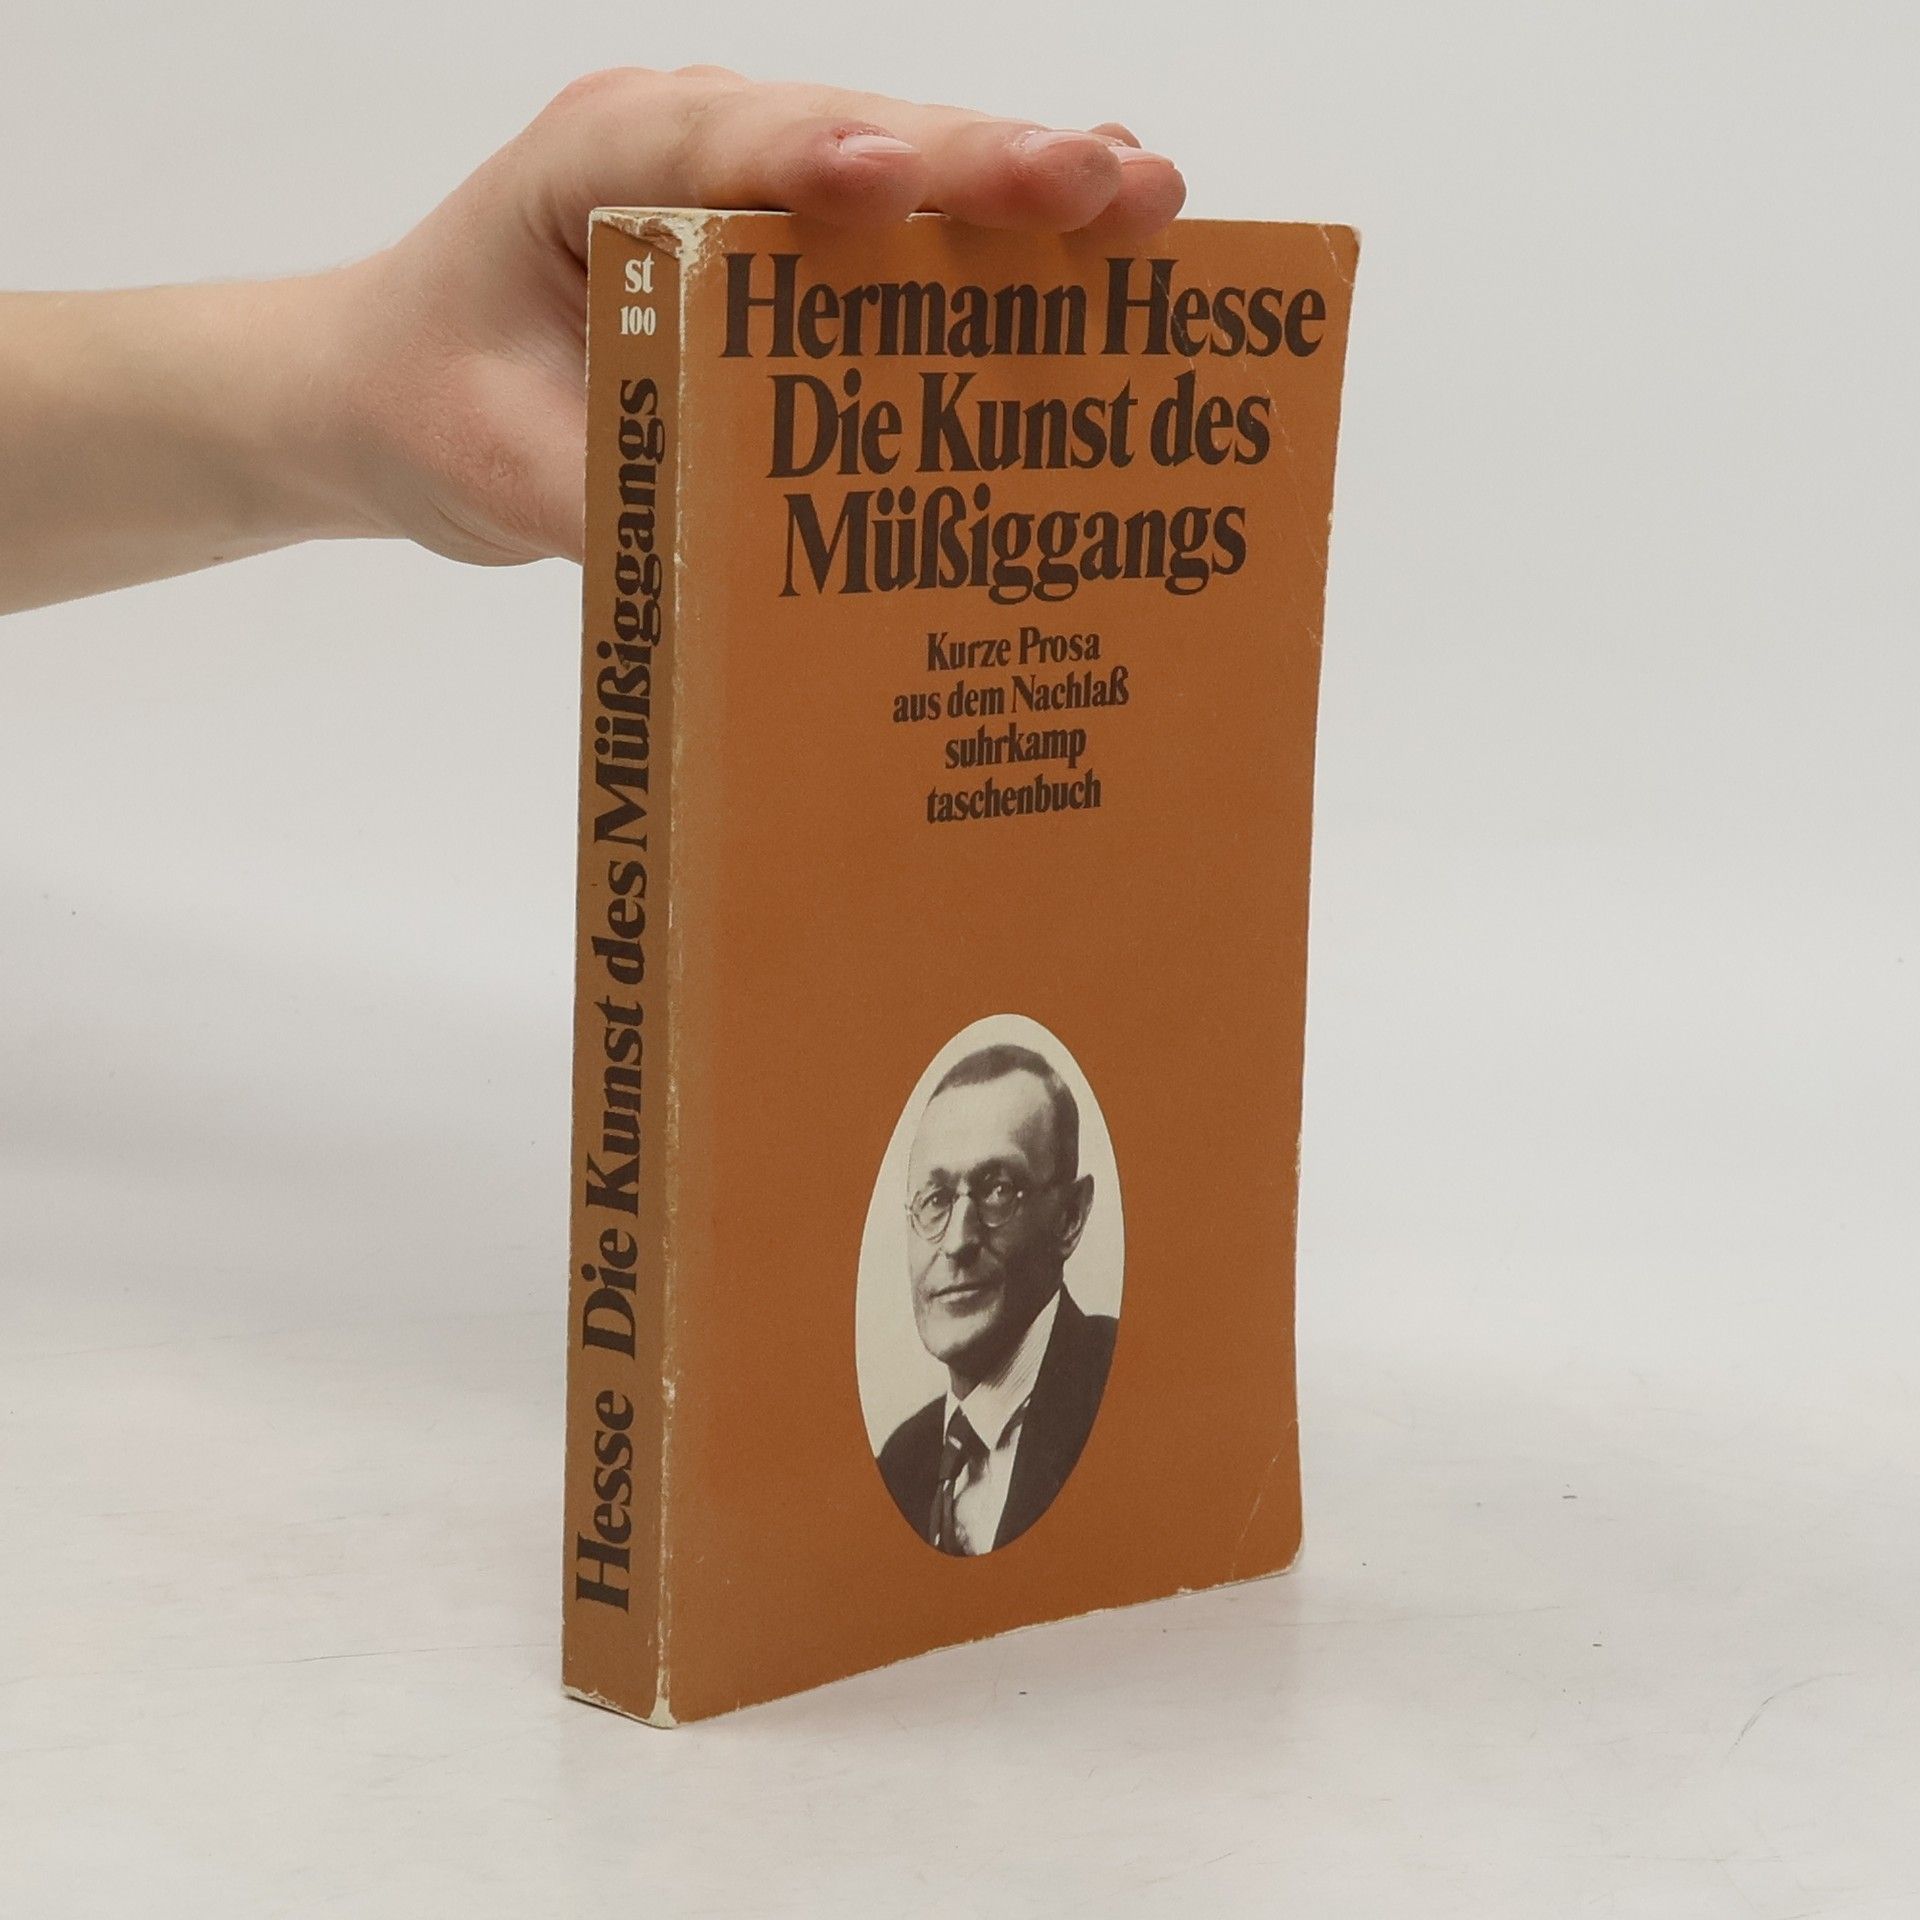 st
100
Hesse Die Kunst des Müßiggangs
Hermann Hesse
Die Kunst des
Müßiggangs
Kurze Prosa
aus dem Nachlaß
suhrkamp
taschenbuch